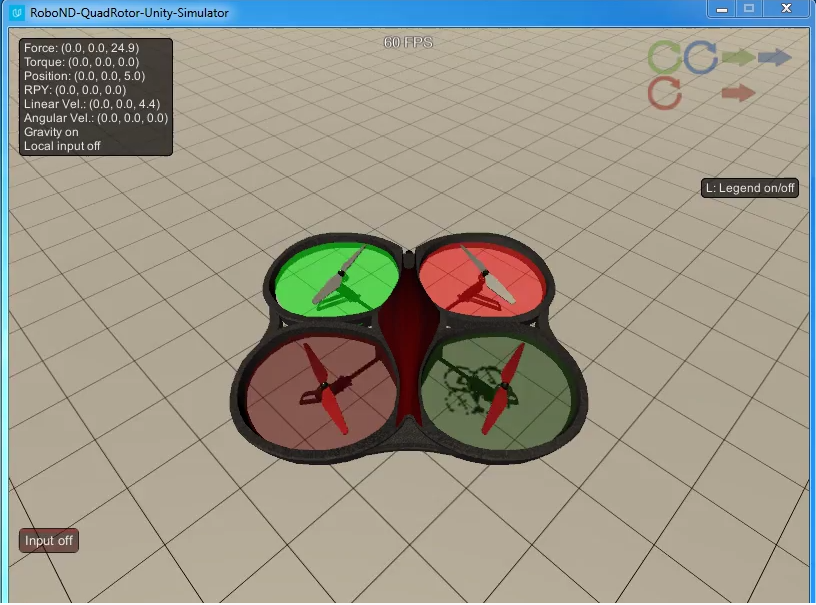 RoboND-QuadRotor-Unity-Simulator
60 FPS
Force: (0.0, 0.0, 24.9)
Torque: (0.0, 0.0, 0.0)
Position: (0.0, 0.0, 5.0)
RPY: (0.0, 0.0, 0.0)
Linear Vel.: (0.0, 0.0, 4.4)
Angular Vel.: (0.0, 0.0, 0.0)
Gravity on
Local input off
L: Legend on/off
Input off